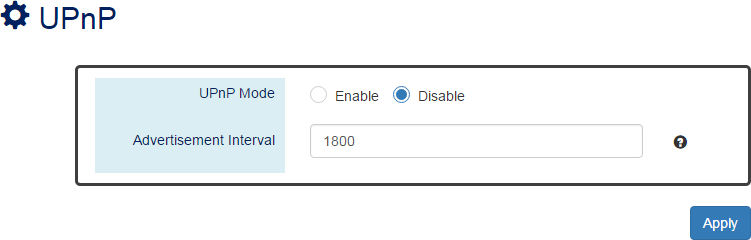 UPnP
UPnP Mode Enable Disable
Advertisement Interval 1800 ?
Apply